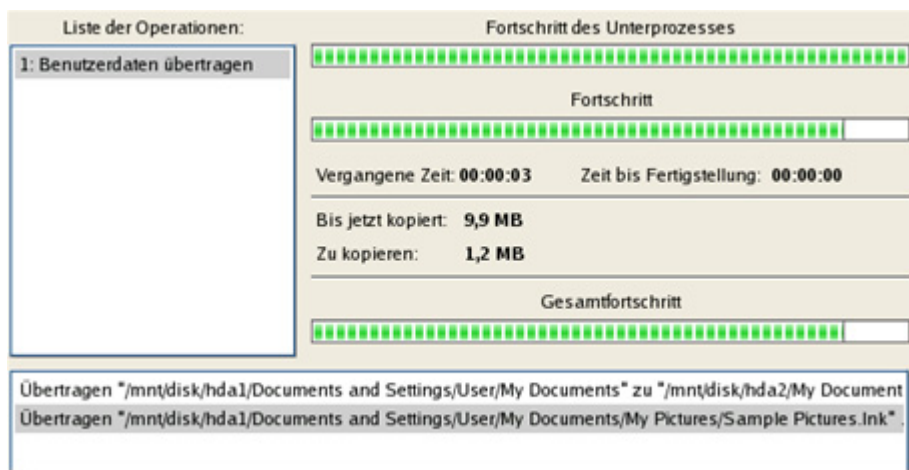 Liste der Operationen:
1: Benutzerdaten übertragen
Fortschritt des Unterprozesses
Fortschritt
Vergangene Zeit: 00:00:03 Zeit bis Fertigstellung: 00:00:00
Bis jetzt kopiert: 9,9 MB
Zu kopieren: 1,2 MB
Gesamtfortschritt
Übertragen "/mnt/disk/hda1/Documents and Settings/User/My Documents" zu "/mnt/disk/hda2/My Document
Übertragen "/mnt/disk/hda1/Documents and Settings/User/My Documents/My Pictures/Sample Pictures.lnk" .